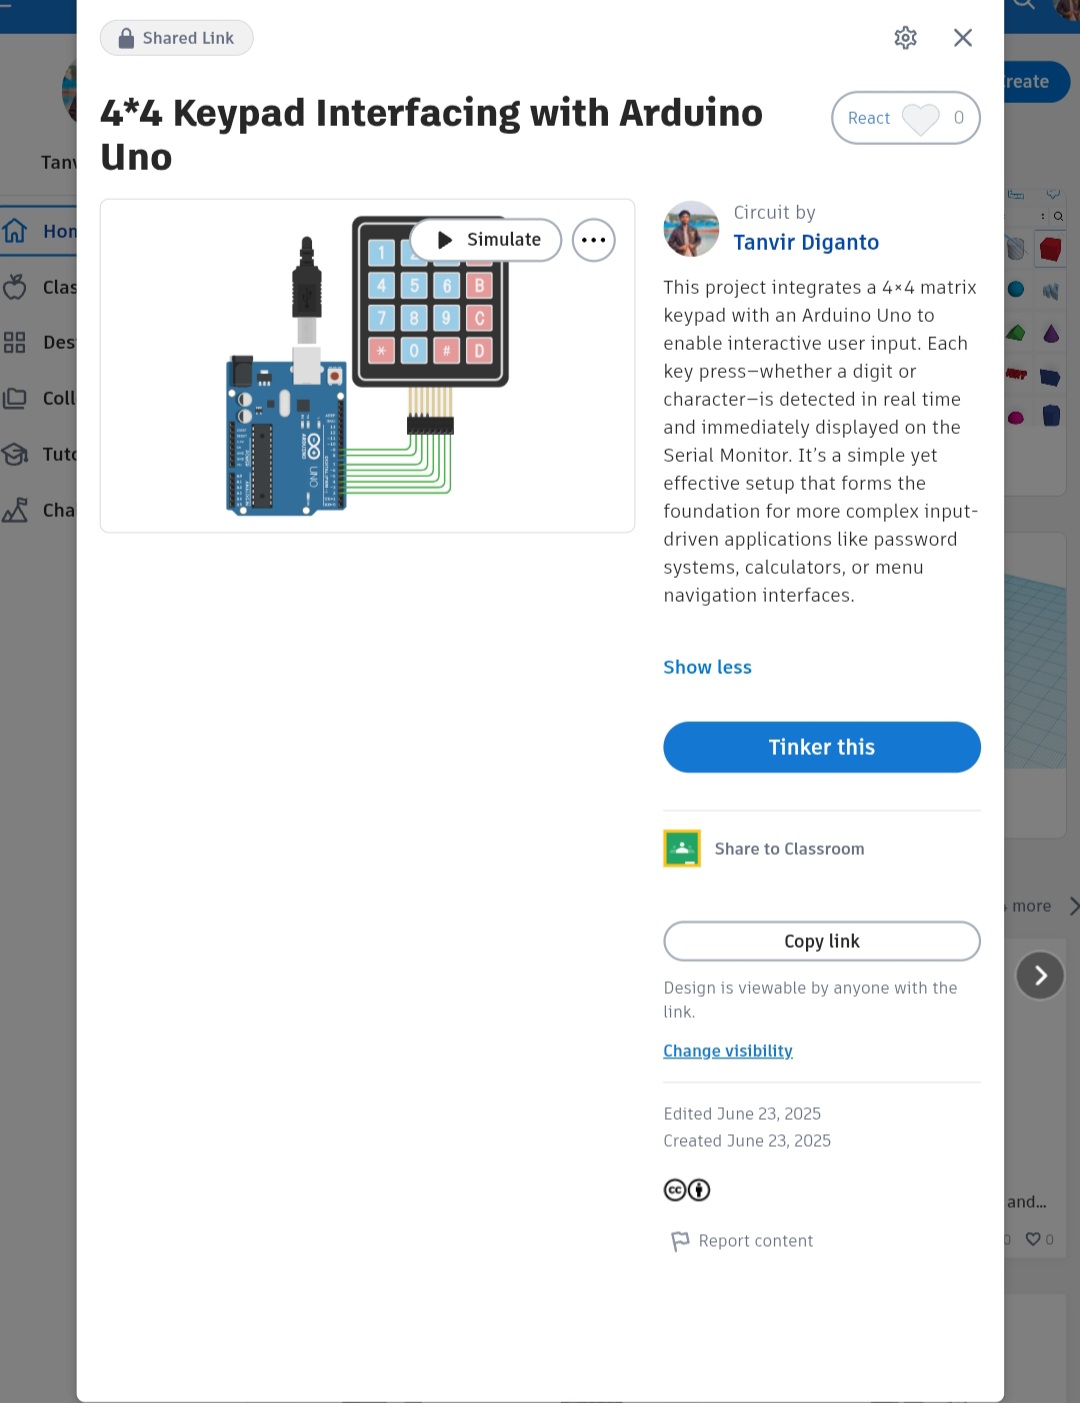 Shared Link
4*4 Keypad Interfacing with Arduino
Uno
React 0
Simulate
1 2
4 5 6 B
7 8 9 C
* 0 # D
UNO
Circuit by
Tanvir Diganto
This project integrates a 4×4 matrix
keypad with an Arduino Uno to
enable interactive user input. Each
key press—whether a digit or
character—is detected in real time
and immediately displayed on the
Serial Monitor. It's a simple yet
effective setup that forms the
foundation for more complex input-
driven applications like password
systems, calculators, or menu
navigation interfaces.
Show less
Tinker this
Share to Classroom
Copy link
Design is viewable by anyone with the
link.
Change visibility
Edited June 23, 2025
Created June 23, 2025
cc
Report content
Tanv
Hon
Clas
Des
Coll
Tuto
Cha
reate
more
and...
0